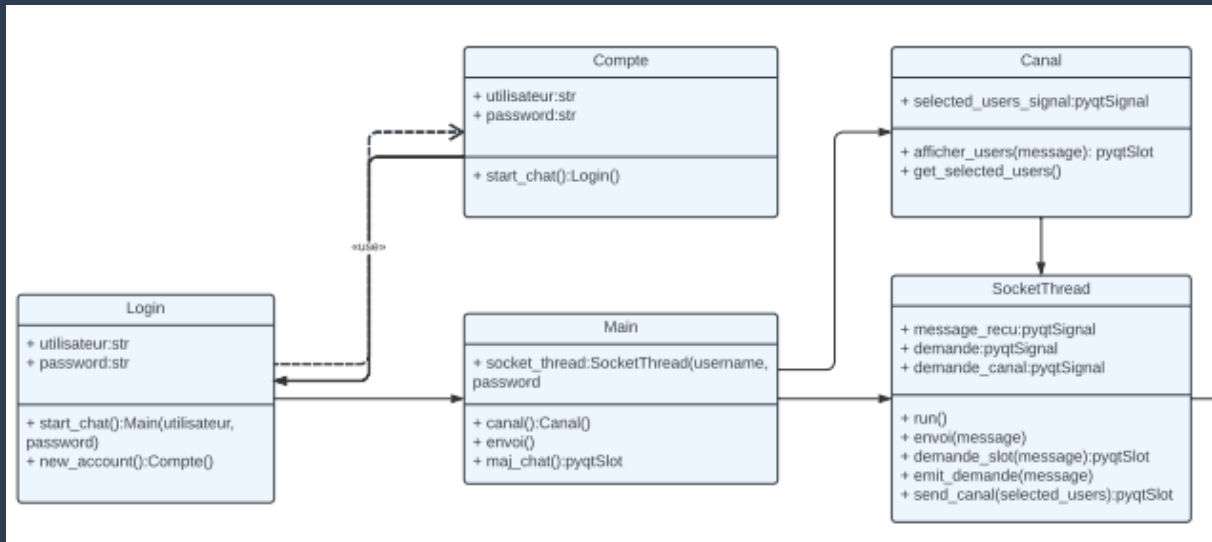 Compte
+ utilisateur:str
+ password:str
+ start_chat():Login()
Canal
+ selected_users_signal:pyqtSignal
+ afficher_users(message): pyqtSlot
+ get_selected_users()
«use»
Login
+ utilisateur:str
+ password:str
+ start_chat():Main(utilisateur,
password)
+ new_account():Compte()
Main
+ socket_thread:SocketThread(username,
password
+ canal():Canal()
+ envoi()
+ maj_chat():pyqtSlot
SocketThread
+ message_recu:pyqtSignal
+ demande:pyqtSignal
+ demande_canal:pyqtSignal
+ run()
+ envoi(message)
+ demande_slot(message):pyqtSlot
+ emit_demande(message)
+ send_canal(selected_users):pyqtSlot